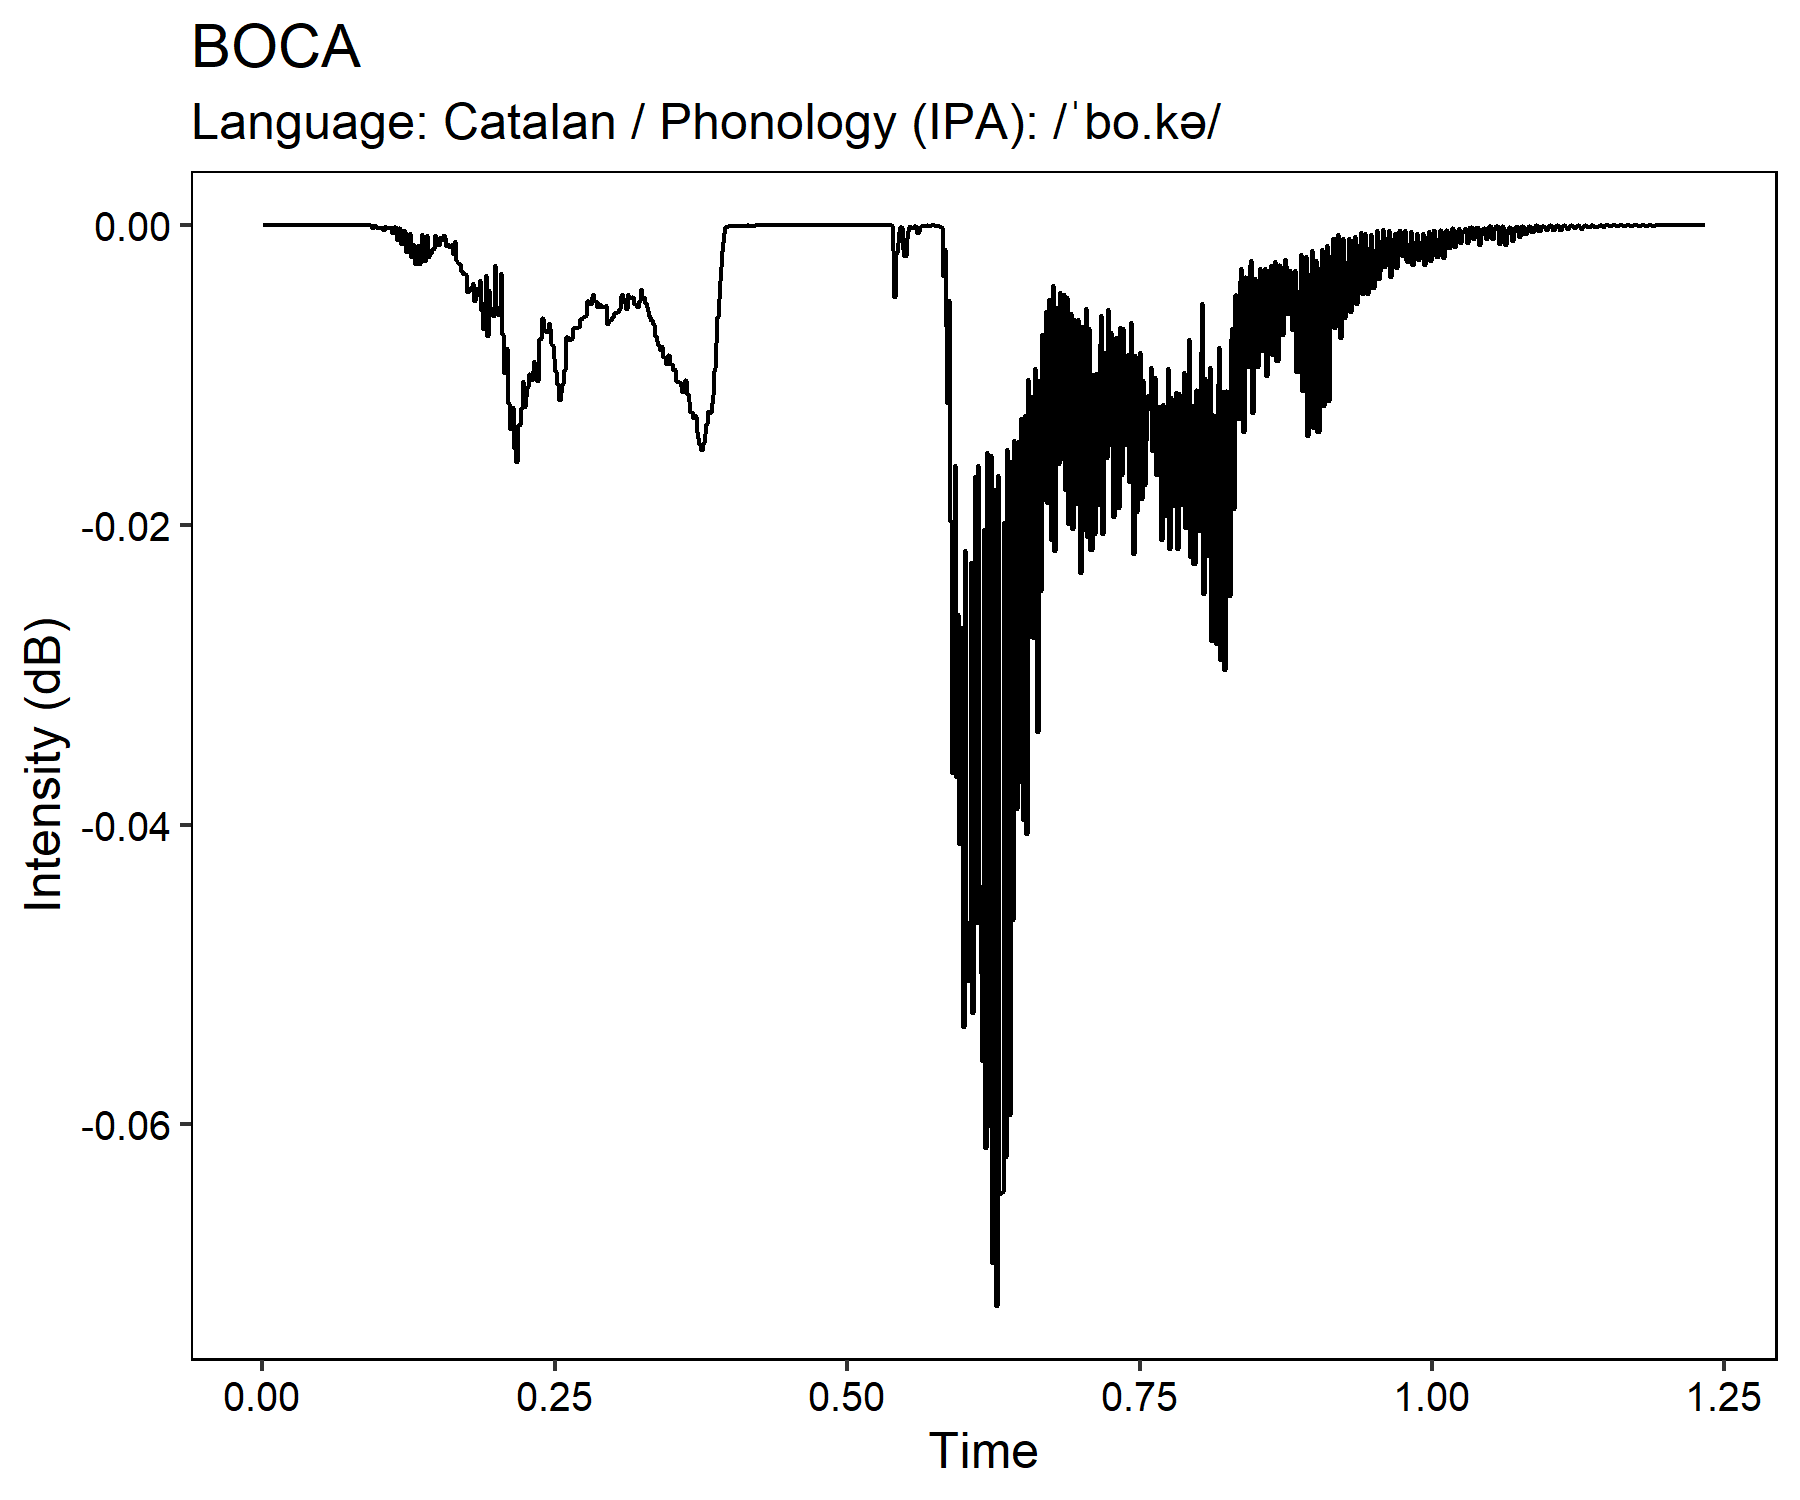 BOCA
Language: Catalan / Phonology (IPA): /ˈbo.kə/
0.00
-0.02
-0.04
-0.06
Intensity (dB)
0.00 0.25 0.50 0.75 1.00 1.25
Time